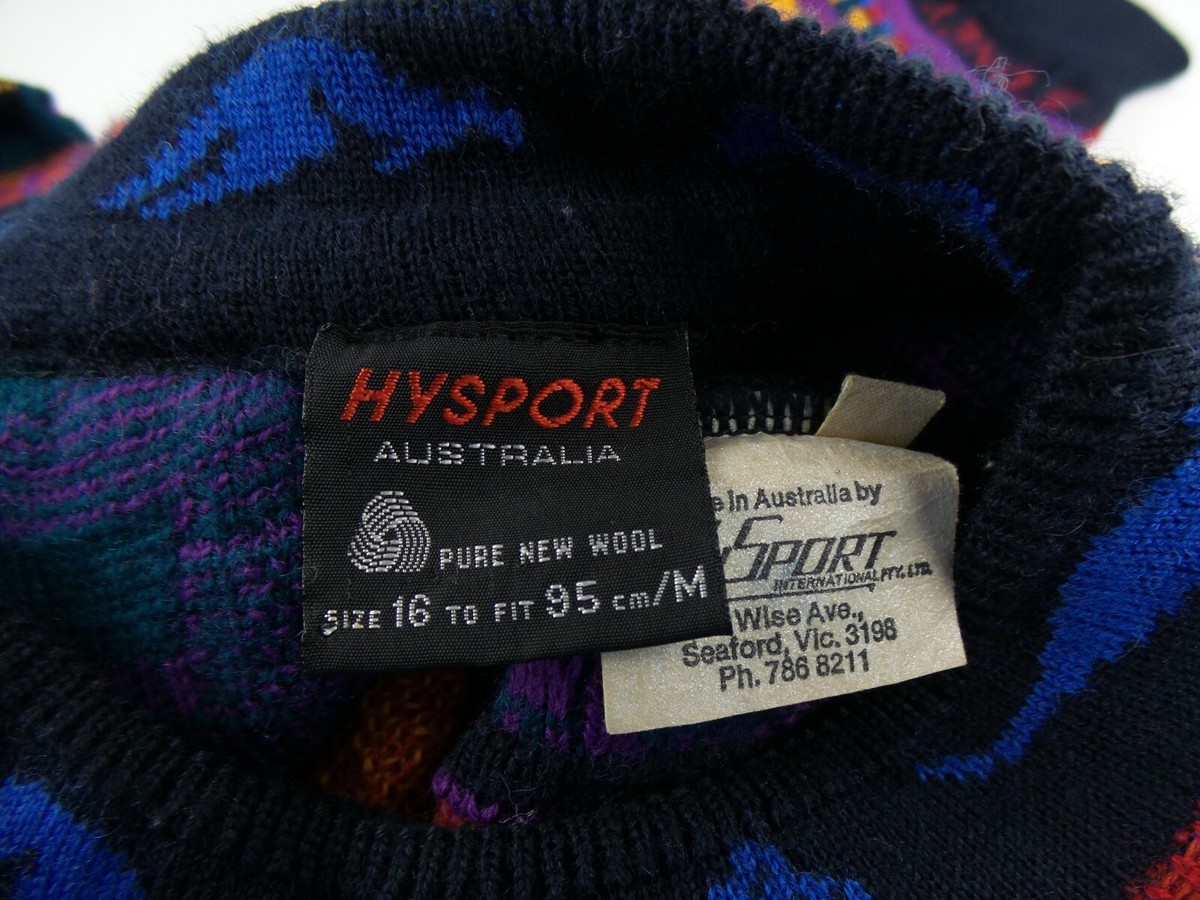 HYSPORT
AUSTRALIA
PURE NEW WOOL
SIZE 16 TO FIT 95 cm/M
in Australia by
SPORT
INTERNATIONAL PTY. LTD.
Wise Ave.,
Seaford, Vic. 3198
Ph. 786 8211